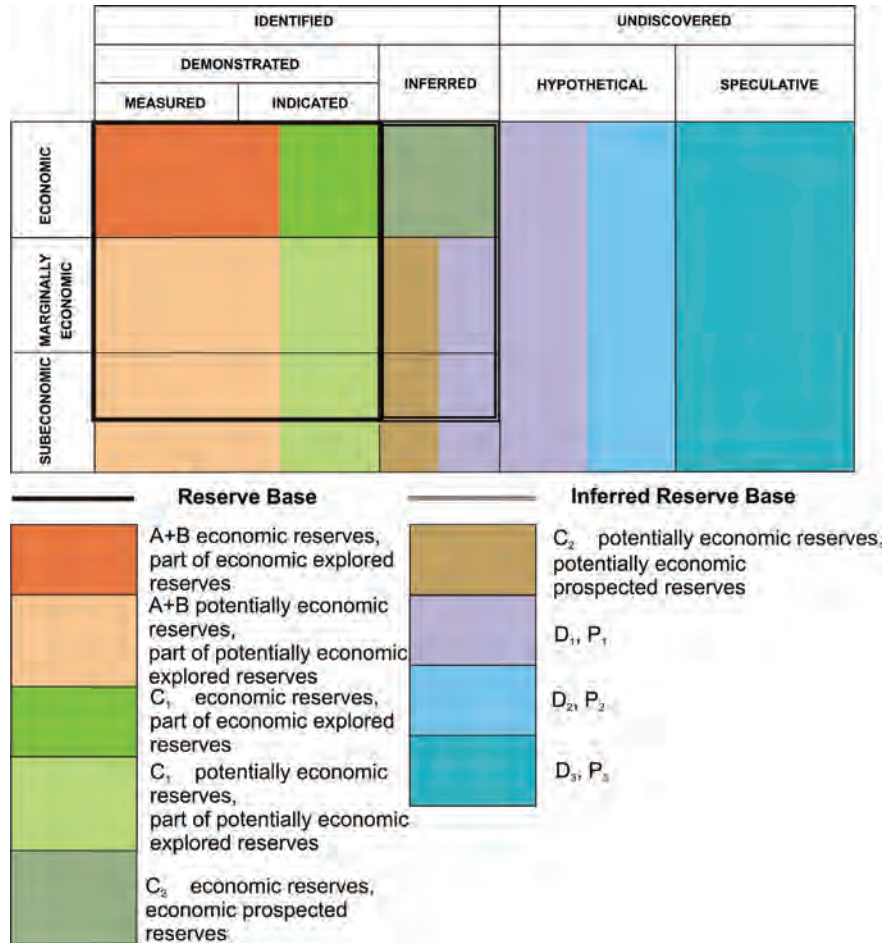 IDENTIFIED
UNDISCOVERED
DEMONSTRATED
INFERRED
HYPOTHETICAL
SPECULATIVE
MEASURED
INDICATED
ECONOMIC
MARGINALLY
ECONOMIC
SUBECONOMIC
Reserve Base
A+B economic reserves,
part of economic explored
reserves
A+B potentially economic
reserves,
part of potentially economic
explored reserves
C₁ economic reserves,
part of economic explored
reserves
C₁ potentially economic
reserves,
part of potentially economic
explored reserves
C₂ economic reserves,
economic prospected
reserves
Inferred Reserve Base
C₂ potentially economic reserves,
potentially economic
prospected reserves
D₁, P₁
D₂, P₂
D₃, P₃